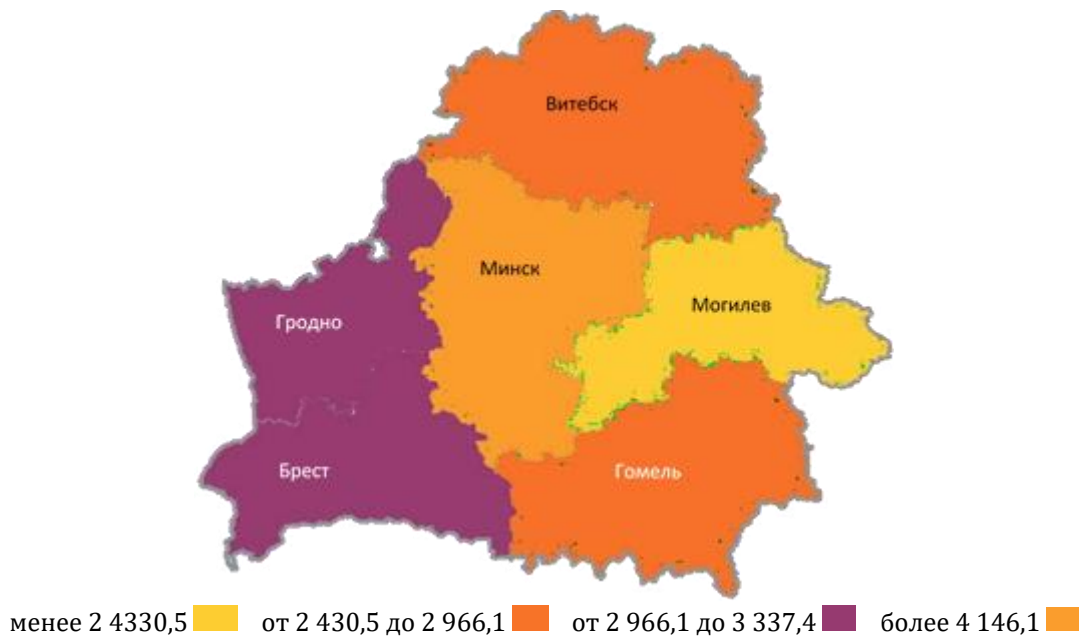 Витебск
Минск
Могилев
Гродно
Брест
Гомель
менее 2 4330,5 от 2 430,5 до 2 966,1 от 2 966,1 до 3 337,4 более 4 146,1